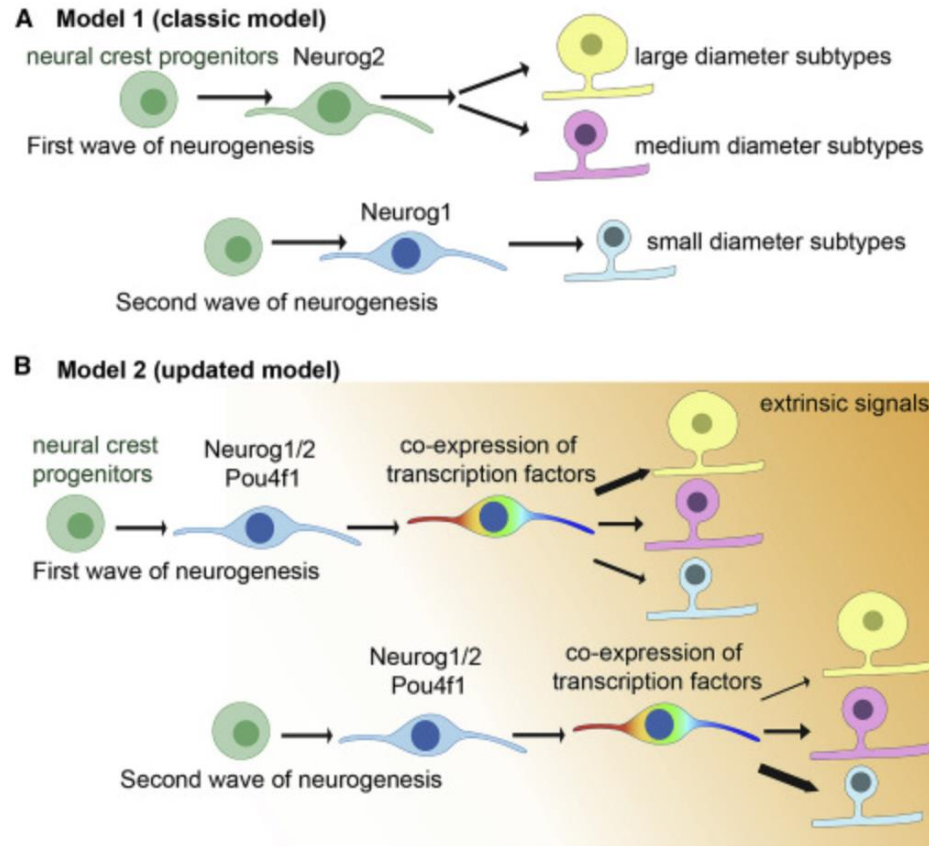 A Model 1 (classic model)
neural crest progenitors Neurog2
large diameter subtypes
First wave of neurogenesis
medium diameter subtypes
Neurog1
small diameter subtypes
Second wave of neurogenesis
B Model 2 (updated model)
extrinsic signals
neural crest
progenitors
Neurog1/2
Pou4f1
co-expression of
transcription factors
First wave of neurogenesis
Neurog1/2
Pou4f1
co-expression of
transcription factors
Second wave of neurogenesis